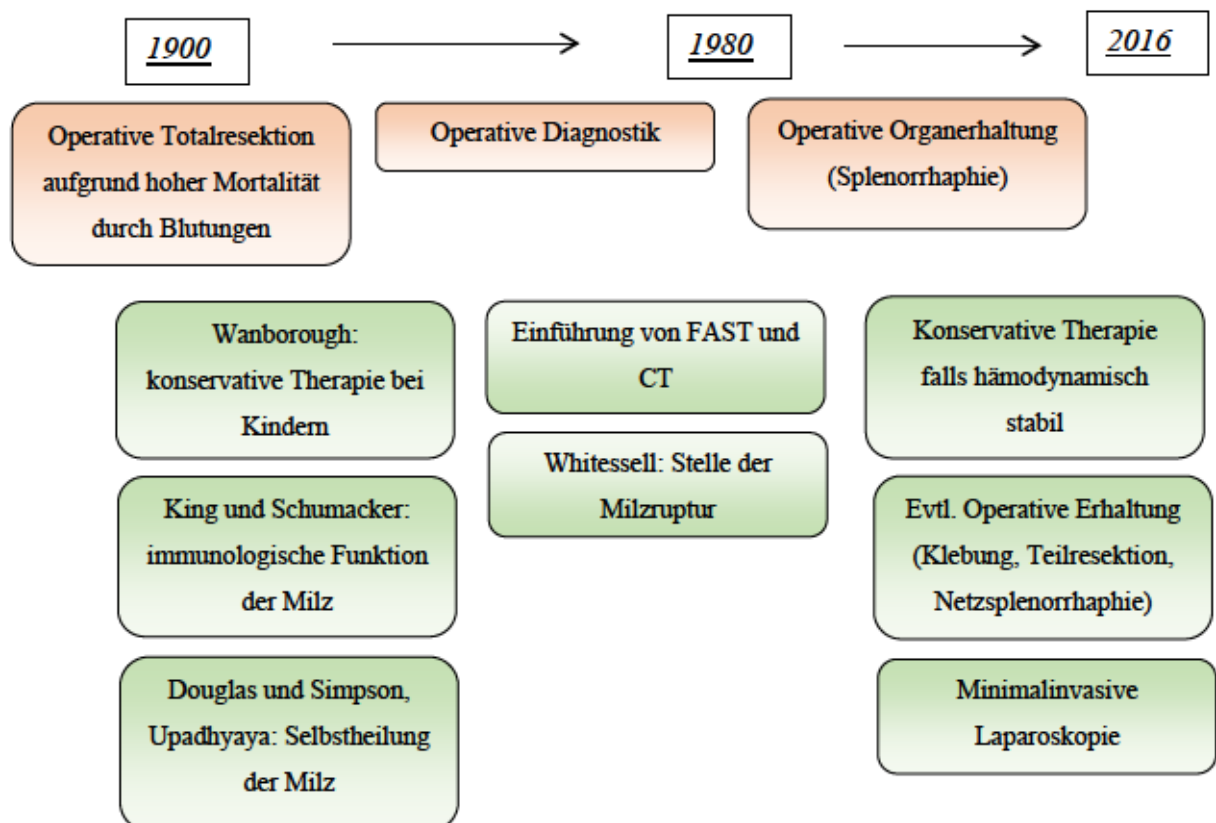 1900
1980
2016
Operative Totalresektion
aufgrund hoher Mortalität
durch Blutungen
Operative Diagnostik
Operative Organerhaltung
(Splenorrhaphie)
Wanborough:
konservative Therapie bei
Kindern
King und Schumacker:
immunologische Funktion
der Milz
Douglas und Simpson,
Upadhyaya: Selbstheilung
der Milz
Einführung von FAST und
CT
Whitessell: Stelle der
Milzruptur
Konservative Therapie
falls hämodynamisch
stabil
Evtl. Operative Erhaltung
(Klebung, Teilresektion,
Netzsplenorrhaphie)
Minimalinvasive
Laparoskopie